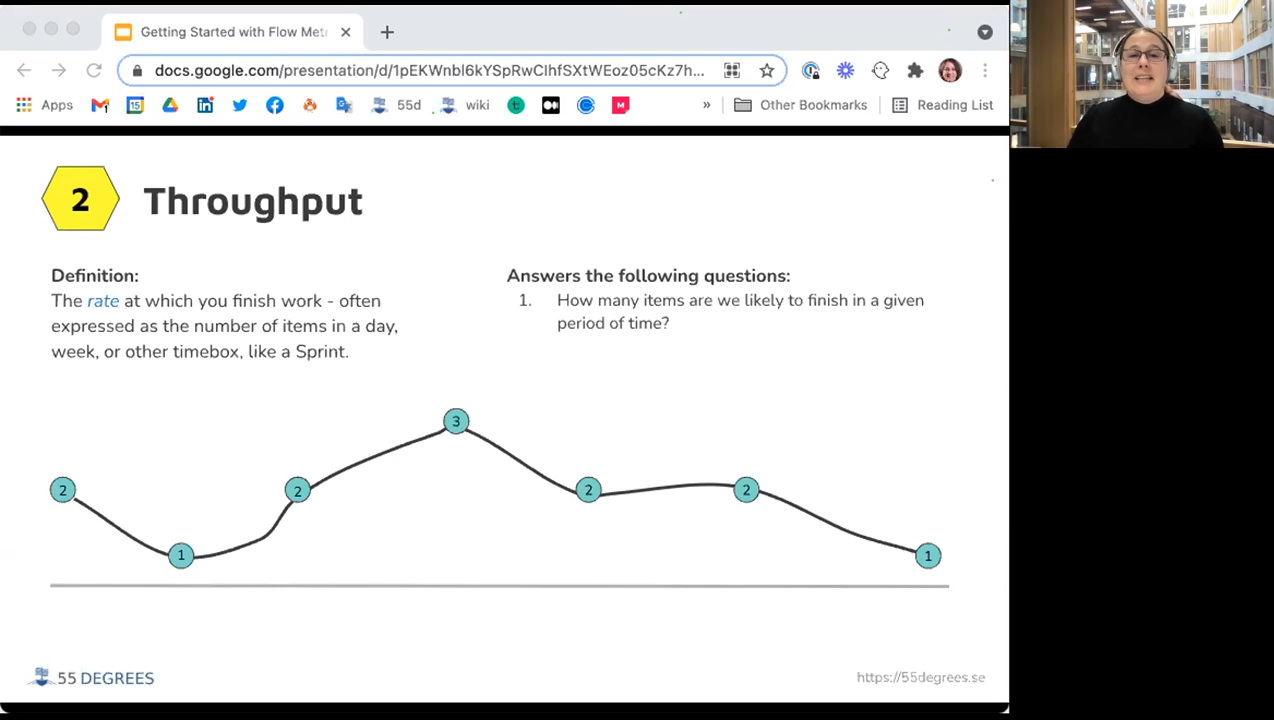 Getting Started with Flow Met
docs.google.com/presentation/d/1pEKWnbl6kYSpRwClhfSXtWEoz05cKz7h...
Apps
15
55d
wiki
t:
M
»
Other Bookmarks
Reading List
2
Throughput
Definition:
The rate at which you finish work - often
expressed as the number of items in a day,
week, or other timebox, like a Sprint.
Answers the following questions:
1. How many items are we likely to finish in a given
period of time?
3
2
2
2
2
1
1
55 DEGREES
https://55degrees.se